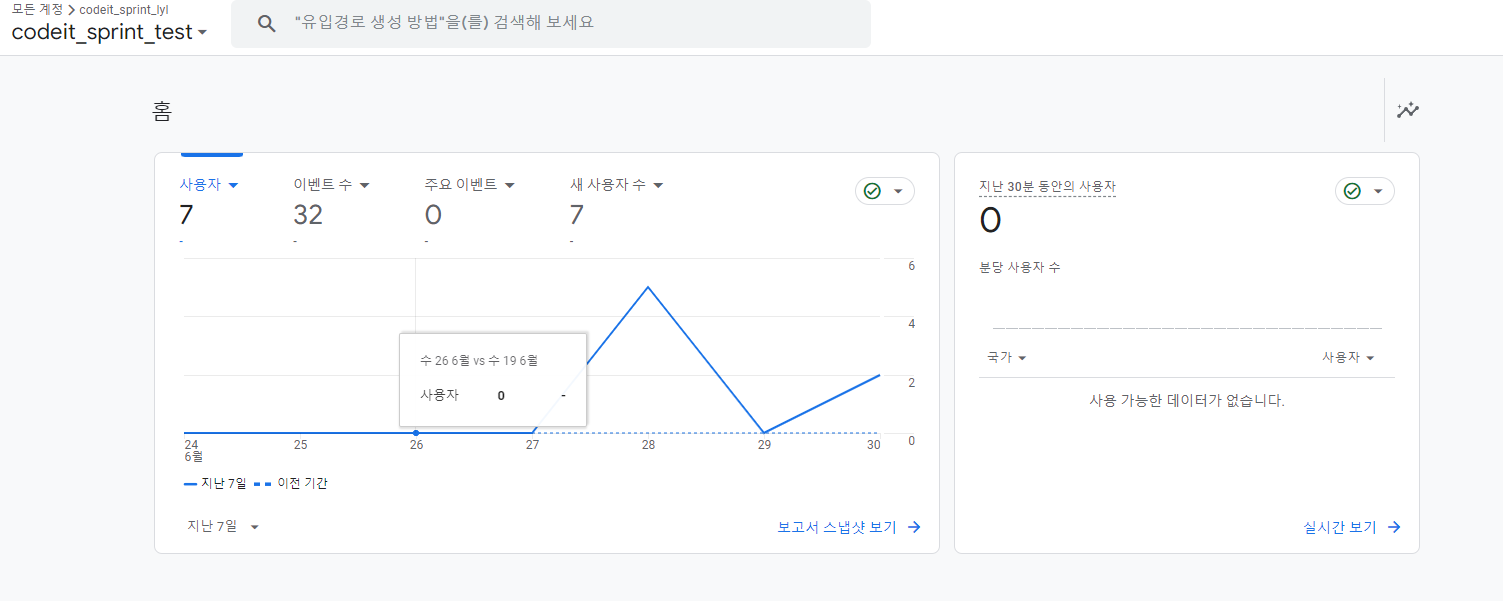 모든 계정 > codeit_sprint_lyl
codeit_sprint_test
"유입경로 생성 방법"을(를) 검색해 보세요
홈
사용자 이벤트 수 주요 이벤트 새 사용자 수
7 32 0 7
- - - -
6
4
2
0
수 26 6월 vs 수 19 6월
사용자 0 -
24 25 26 27 28 29 30
6월
지난 7일 이전 기간
지난 7일
보고서 스냅샷 보기 →
지난 30분 동안의 사용자
0
분당 사용자 수
국가 사용자
사용 가능한 데이터가 없습니다.
실시간 보기 →